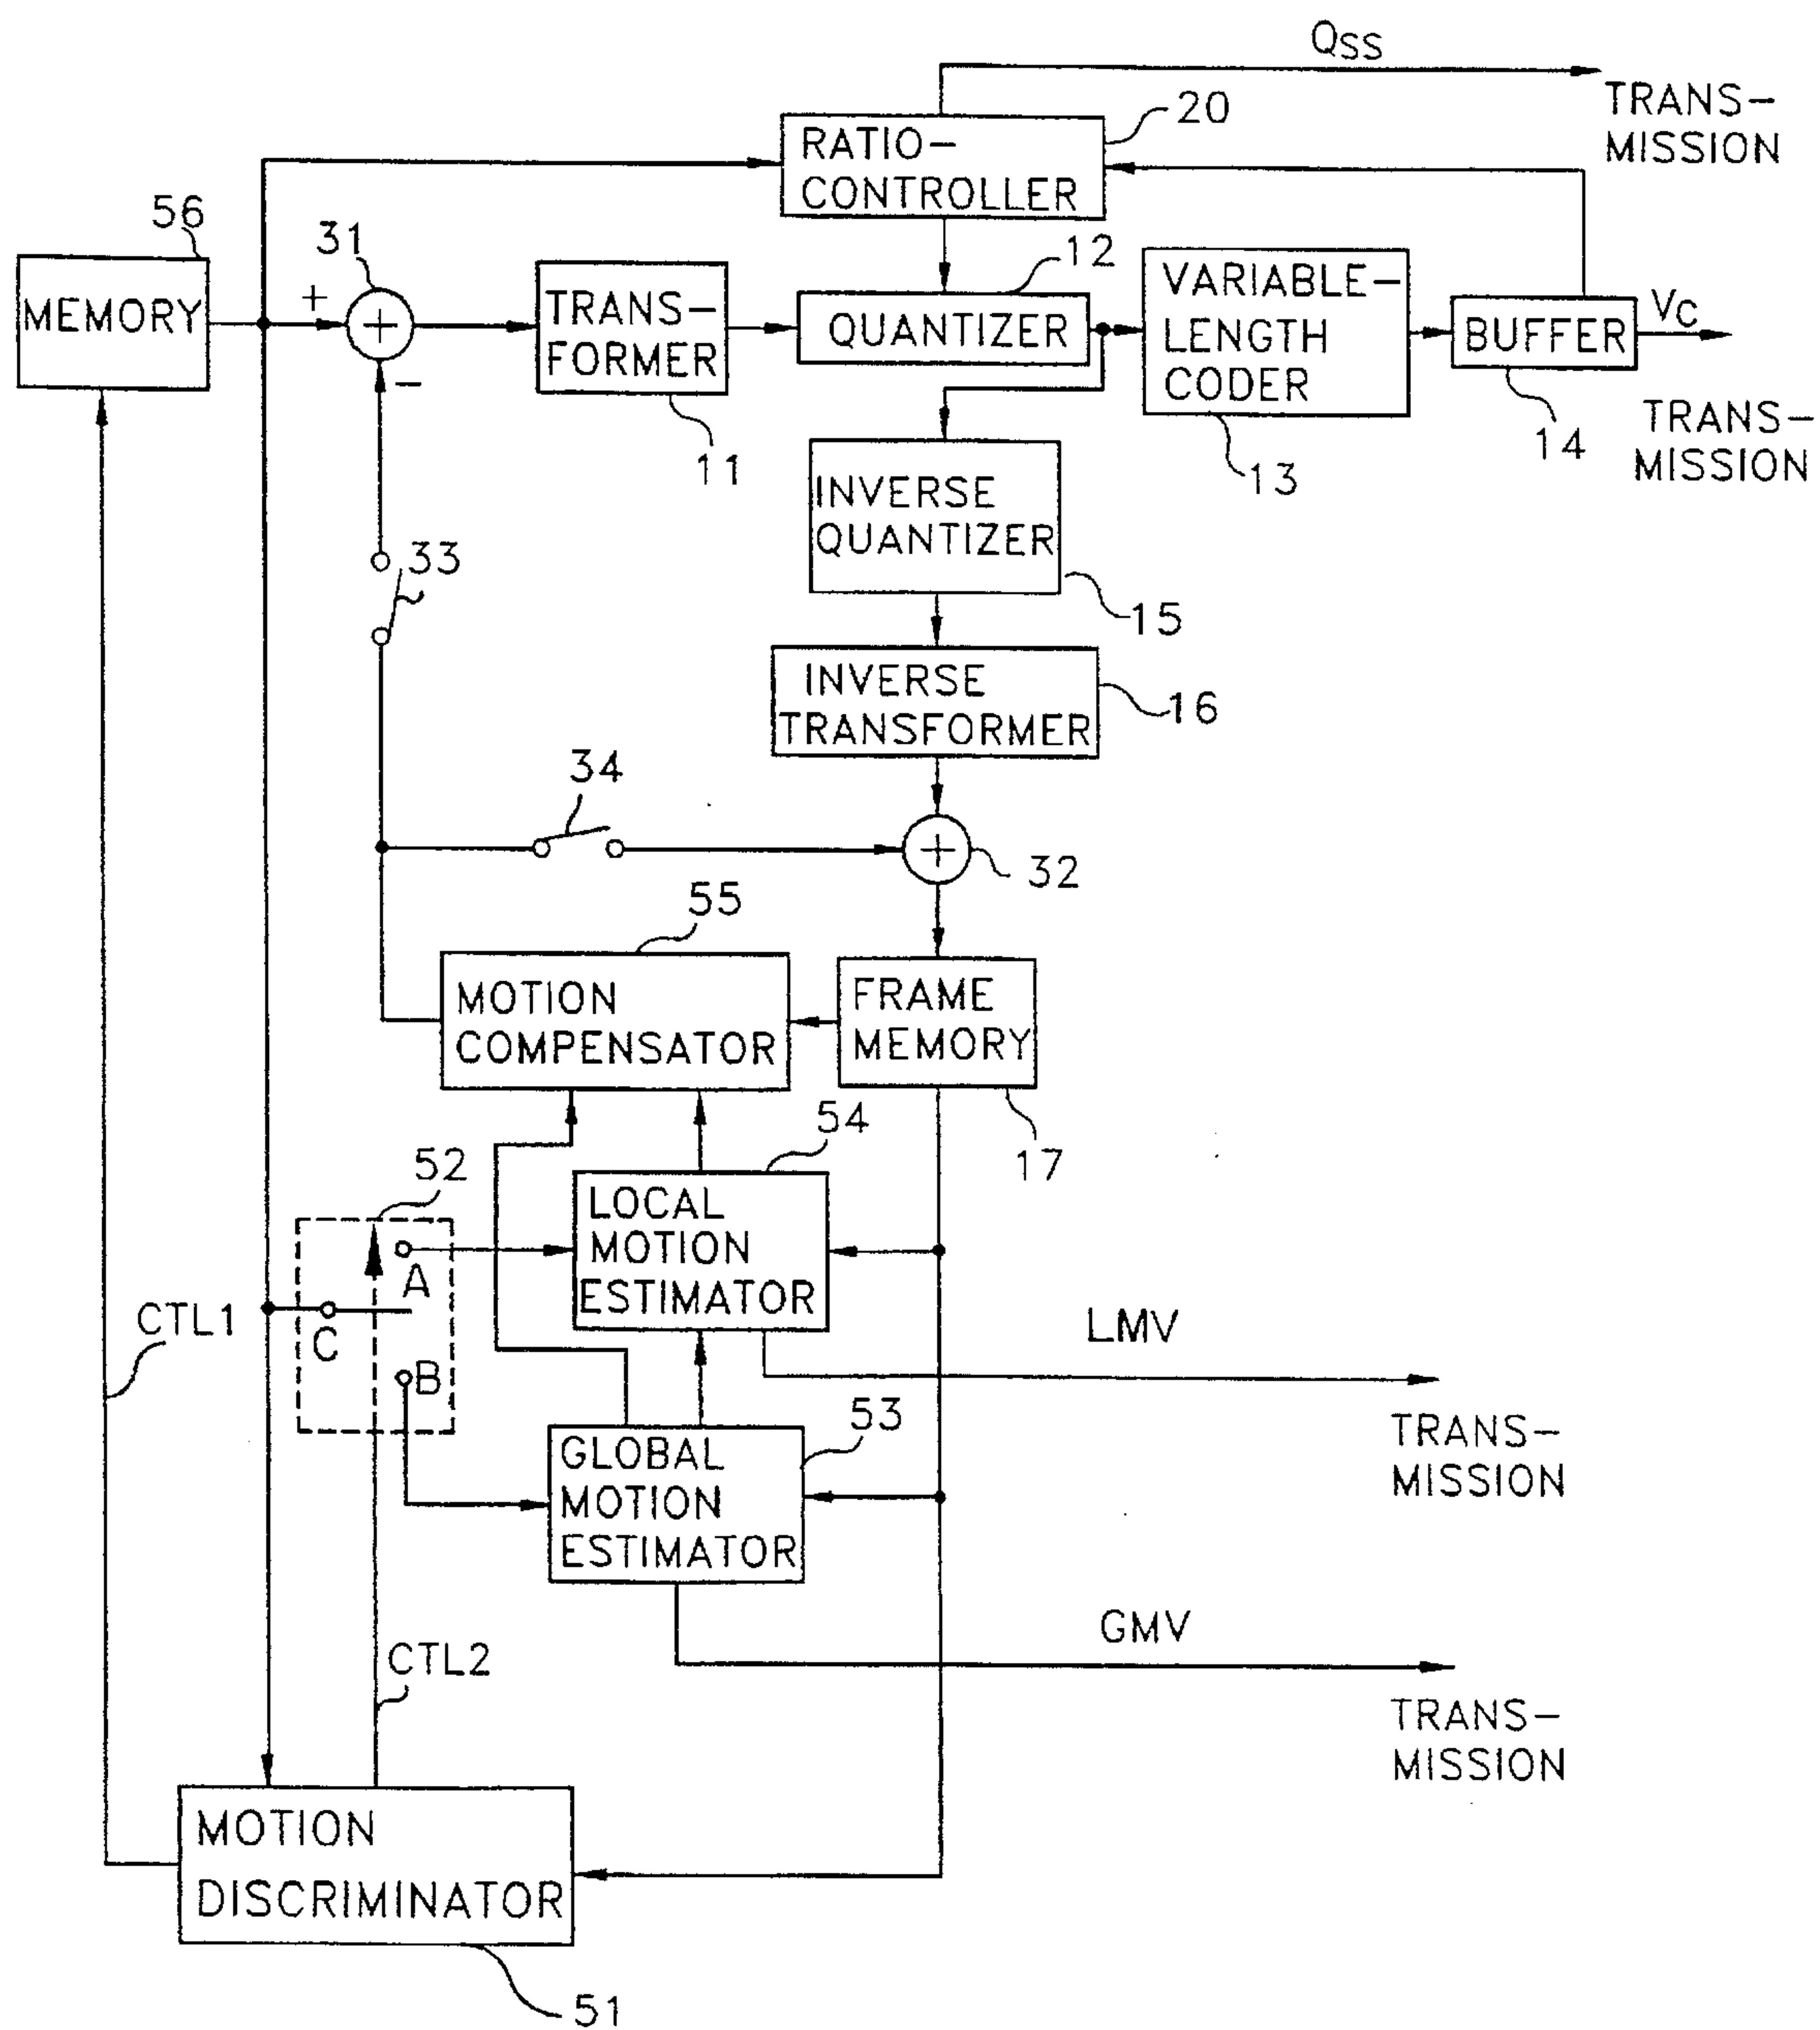 QSS
TRANS-
MISSION
20
RATIO-
CONTROLLER
56
MEMORY
31
+
+
−
TRANS-
FORMER
11
12
QUANTIZER
VARIABLE-
LENGTH
CODER
13
BUFFER
14
VC
TRANS-
MISSION
INVERSE
QUANTIZER
15
33
INVERSE
TRANSFORMER
16
34
+
32
55
MOTION
COMPENSATOR
FRAME
MEMORY
17
54
LOCAL
MOTION
ESTIMATOR
52
A
C
B
CTL1
LMV
TRANS-
MISSION
53
GLOBAL
MOTION
ESTIMATOR
GMV
TRANS-
MISSION
CTL2
MOTION
DISCRIMINATOR
51